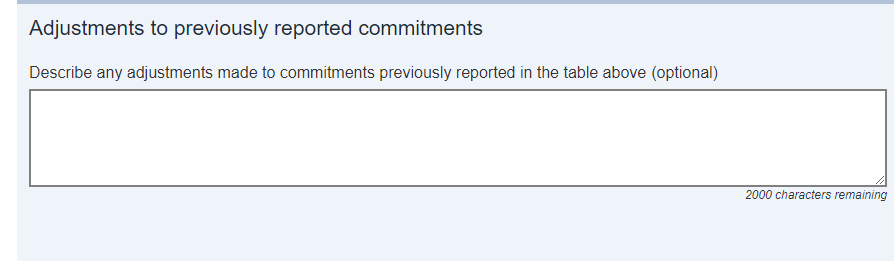 Adjustments to previously reported commitments
Describe any adjustments made to commitments previously reported in the table above (optional)
2000 characters remaining